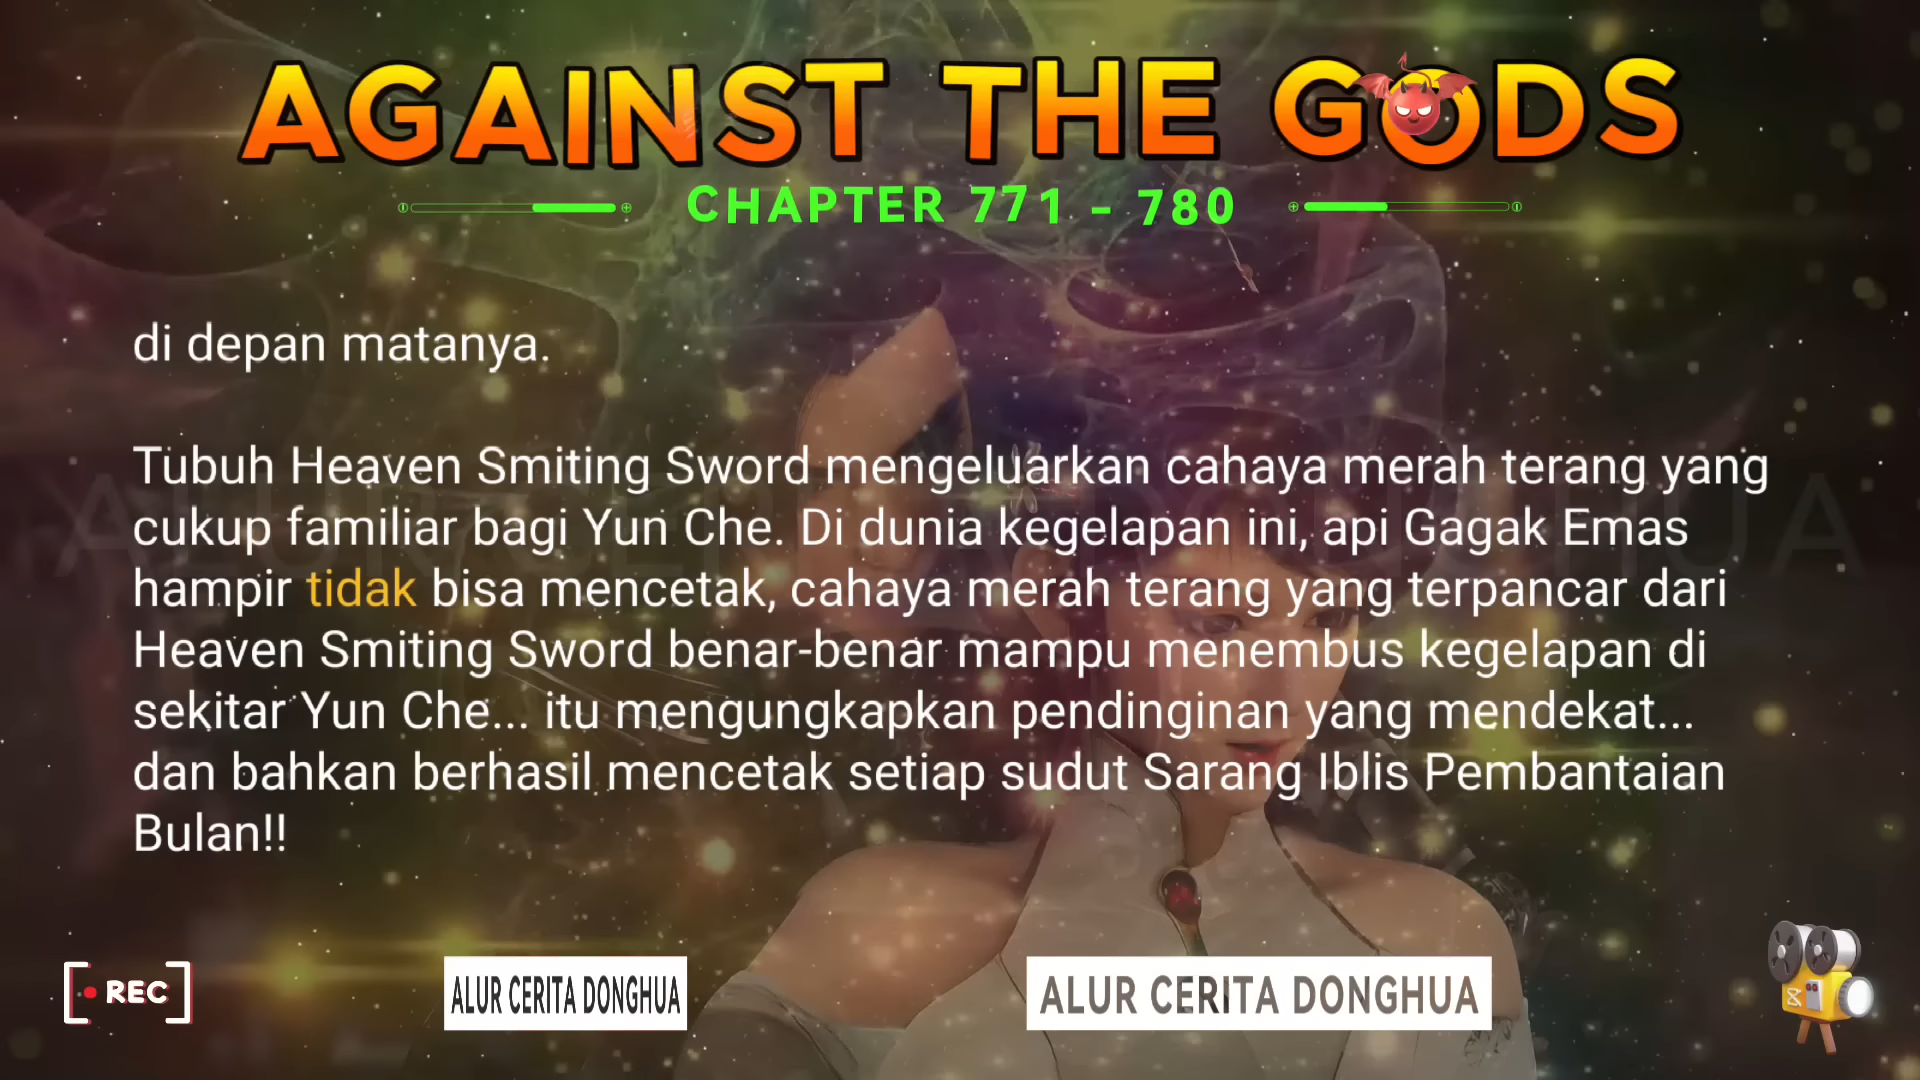 AGAINST THE GODS
CHAPTER 771 - 780
di depan matanya.
Tubuh Heaven Smiting Sword mengeluarkan cahaya merah terang yang
cukup familiar bagi Yun Che. Di dunia kegelapan ini, api Gagak Emas
hampir tidak bisa mencetak, cahaya merah terang yang terpancar dari
Heaven Smiting Sword benar-benar mampu menembus kegelapan di
sekitar Yun Che... itu mengungkapkan pendinginan yang mendekat...
dan bahkan berhasil mencetak setiap sudut Sarang Iblis Pembantaian
Bulan!!
REC
ALUR CERITA DONGHUA
ALUR CERITA DONGHUA